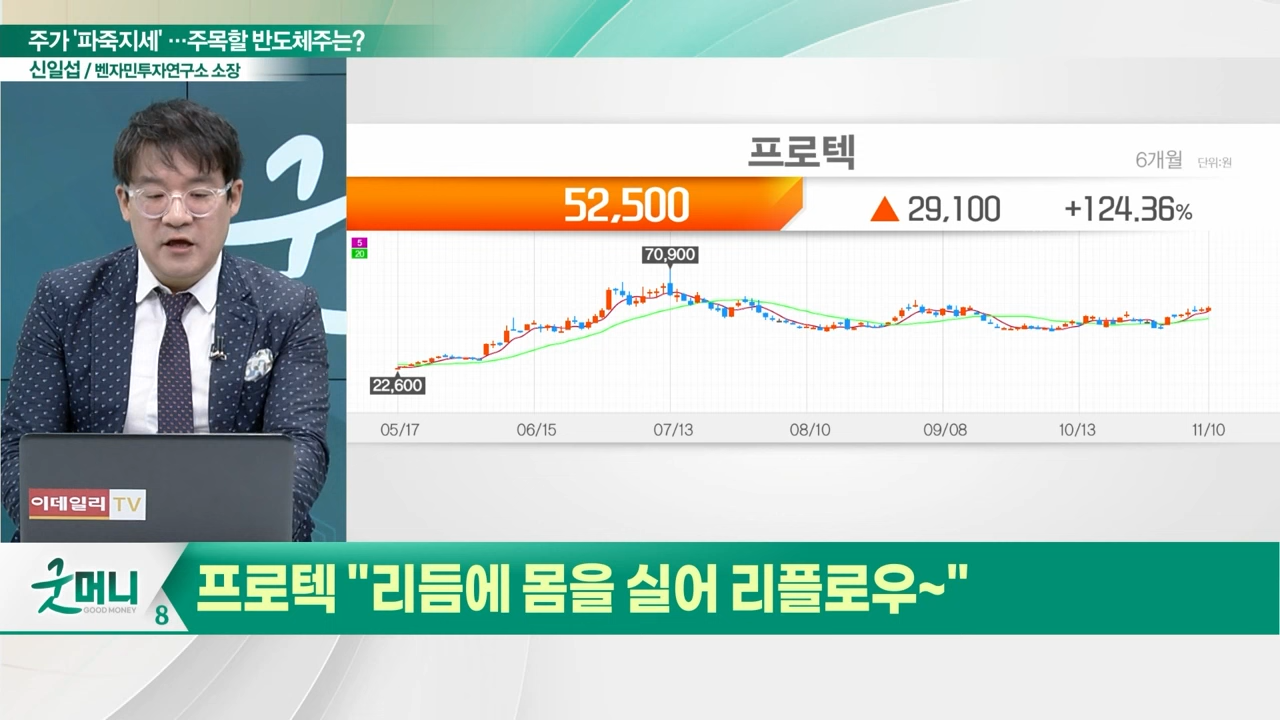 주가 '파죽지세' …주목할 반도체주는?
신일섭 / 벤자민투자연구소 소장
프로텍
6개월 단위:원
52,500 ▲ 29,100 +124.36%
5
20
70,900
22,600
05/17 06/15 07/13 08/10 09/08 10/13 11/10
이데일리 TV
굿머니
GOOD MONEY
8
프로텍 "리듬에 몸을 실어 리플로우~"